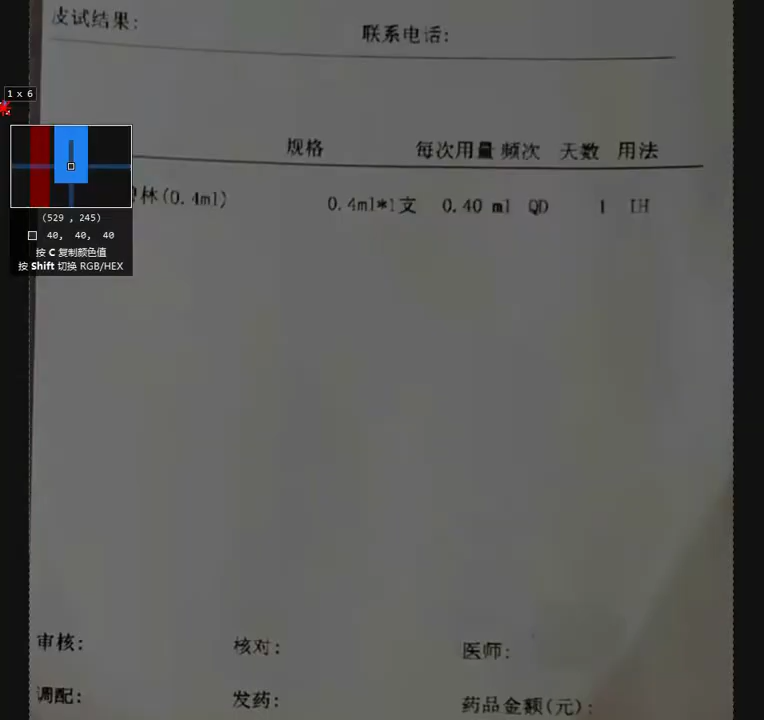 皮试结果:
联系电话:
1 x 6
规格 每次用量 频次 天数 用法
林(0.4ml) 0.4ml*1支 0.40 ml QD 1 IH
(529 , 245)
40, 40, 40
按 C 复制颜色值
按 Shift 切换 RGB/HEX
审核: 核对: 医师:
调配: 发药: 药品金额(元):